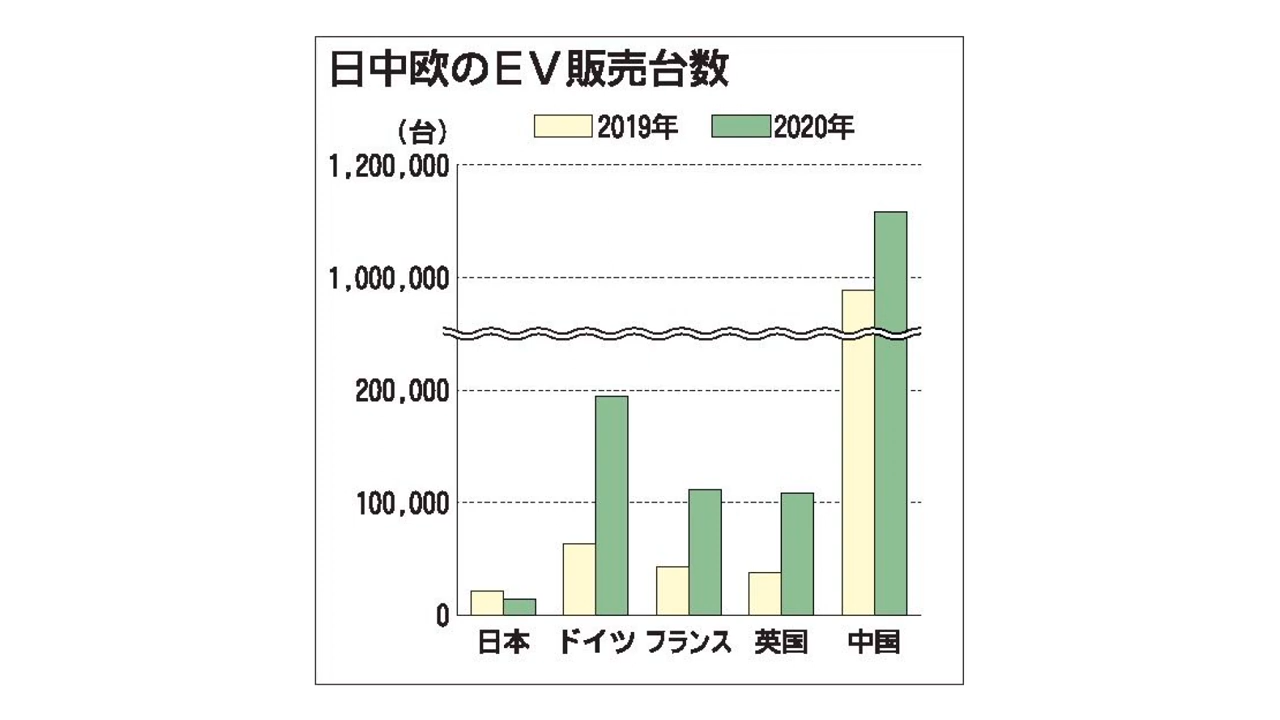 日中欧のEV販売台数
(台)
2019年 2020年
1,200,000
1,000,000
200,000
100,000
0
日本 ドイツ フランス 英国 中国